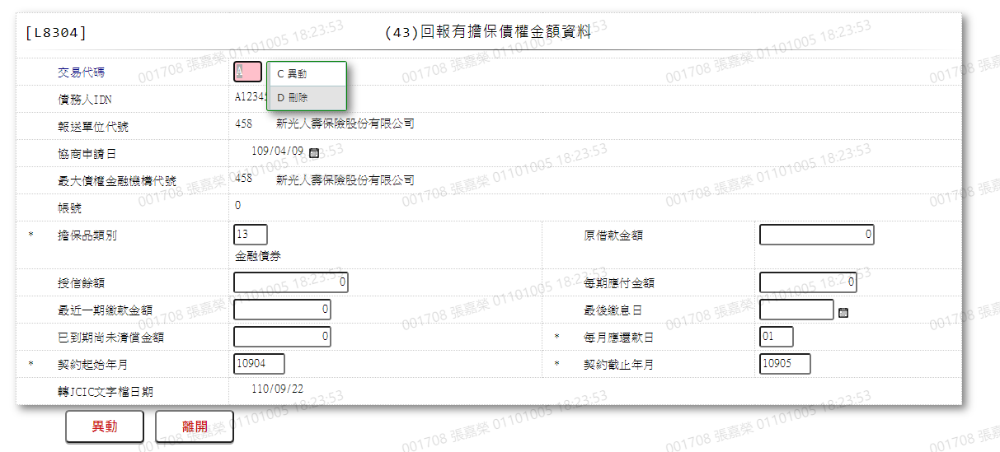 [L8304] (43)回報有擔保債權金額資料
交易代碼 A C 異動
D 刪除
債務人IDN A12345
報送單位代號 458 新光人壽保險股份有限公司
協商申請日 109/04/09
最大債權金融機構代號 458 新光人壽保險股份有限公司
帳號 0
* 擔保品類別 13 原借款金額 0
金融債券
授信餘額 0 每期應付金額 0
最近一期繳款金額 0 最後繳息日
已到期尚未清償金額 0 * 每月應還款日 01
* 契約起始年月 10904 * 契約截止年月 10905
轉JCIC文字檔日期 110/09/22
異動 離開
001708 張嘉榮 01101005 18:23:53